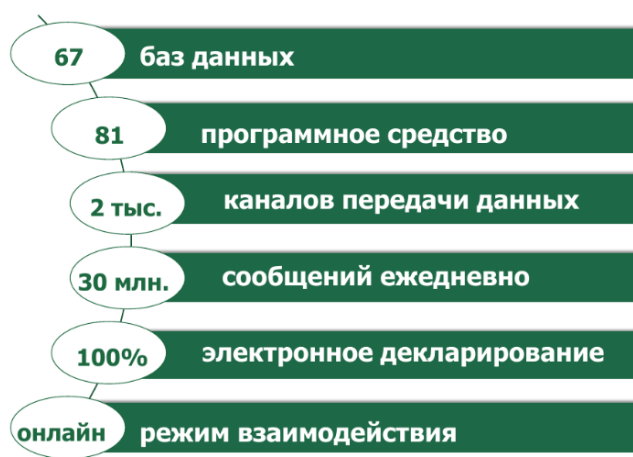 67 баз данных
81 программное средство
2 тыс. каналов передачи данных
30 млн. сообщений ежедневно
100% электронное декларирование
онлайн режим взаимодействия